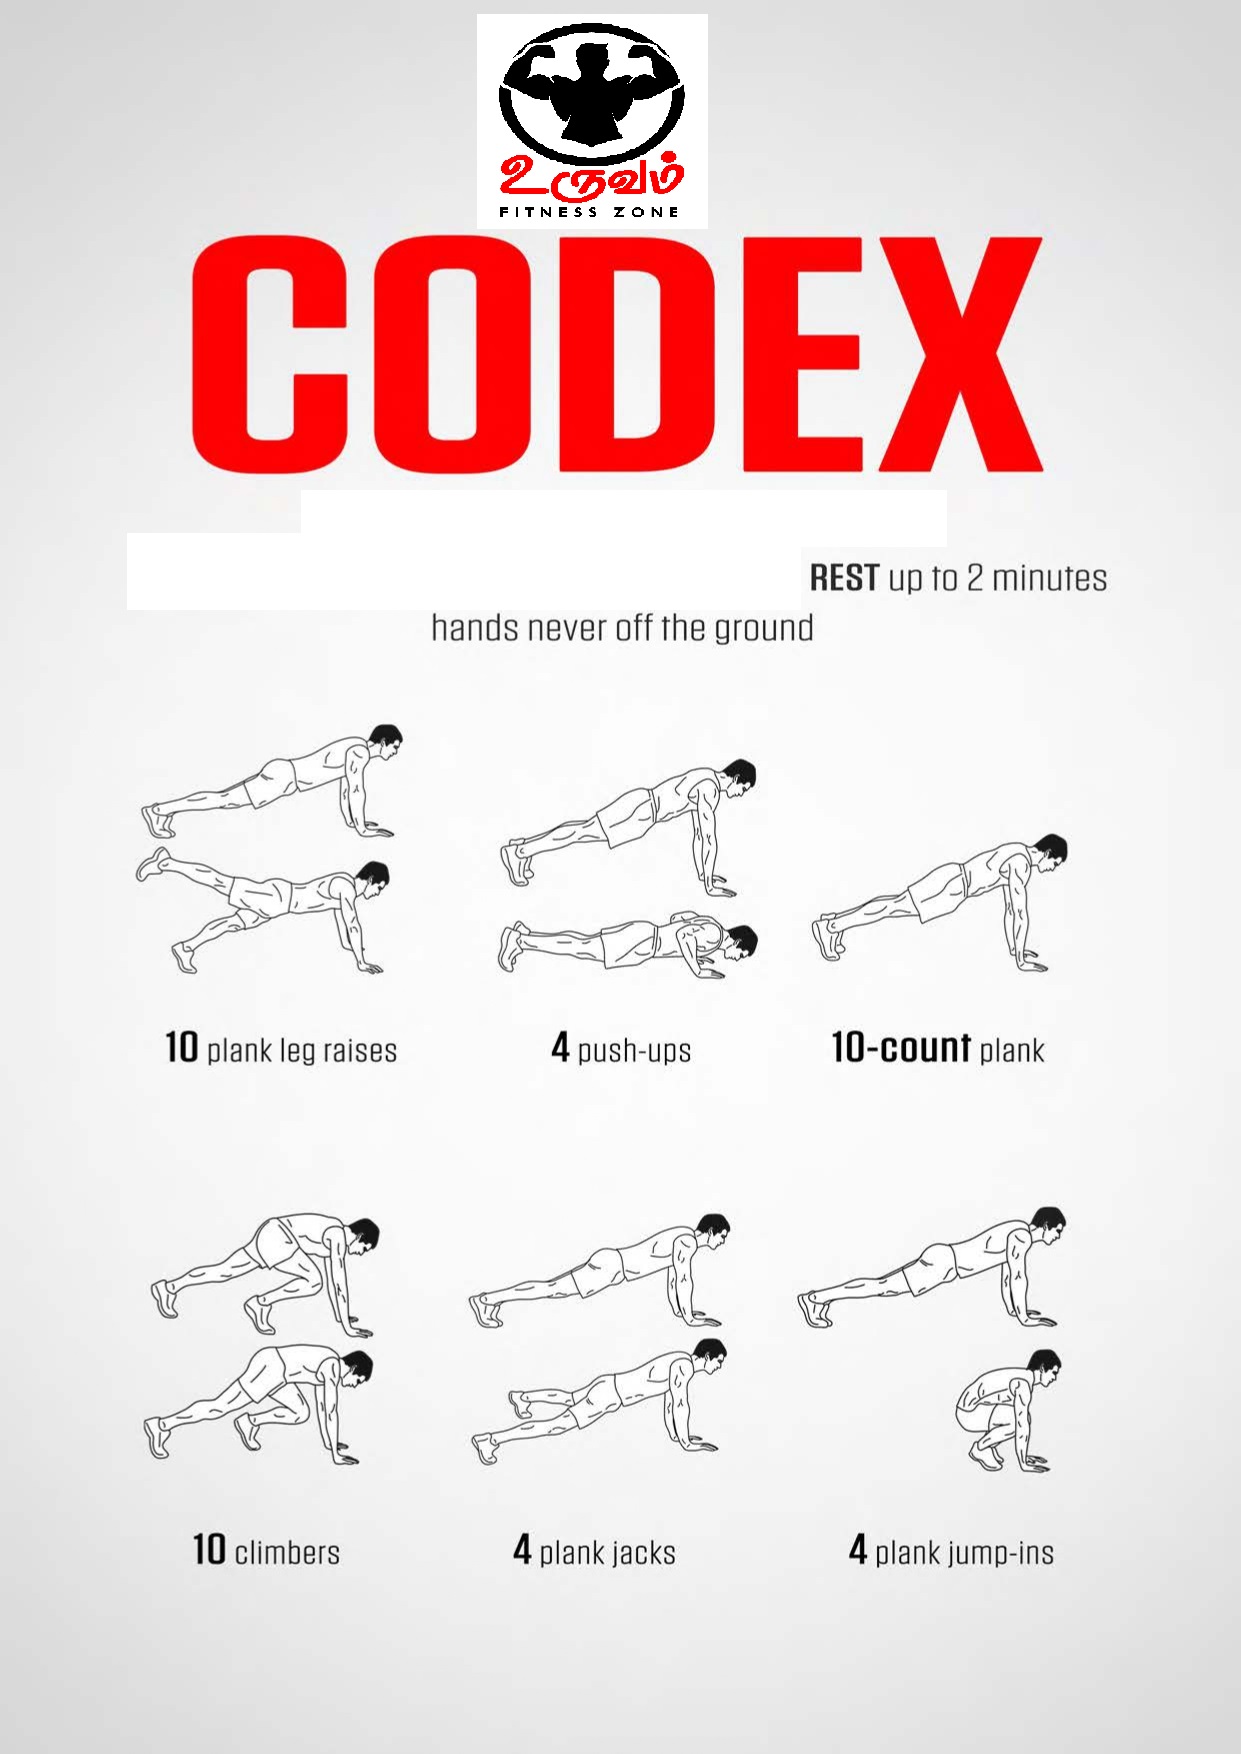 உருவம்
FITNESS ZONE
CODEX
REST up to 2 minutes
hands never off the ground
10 plank leg raises
4 push-ups
10-count plank
10 climbers
4 plank jacks
4 plank jump-ins